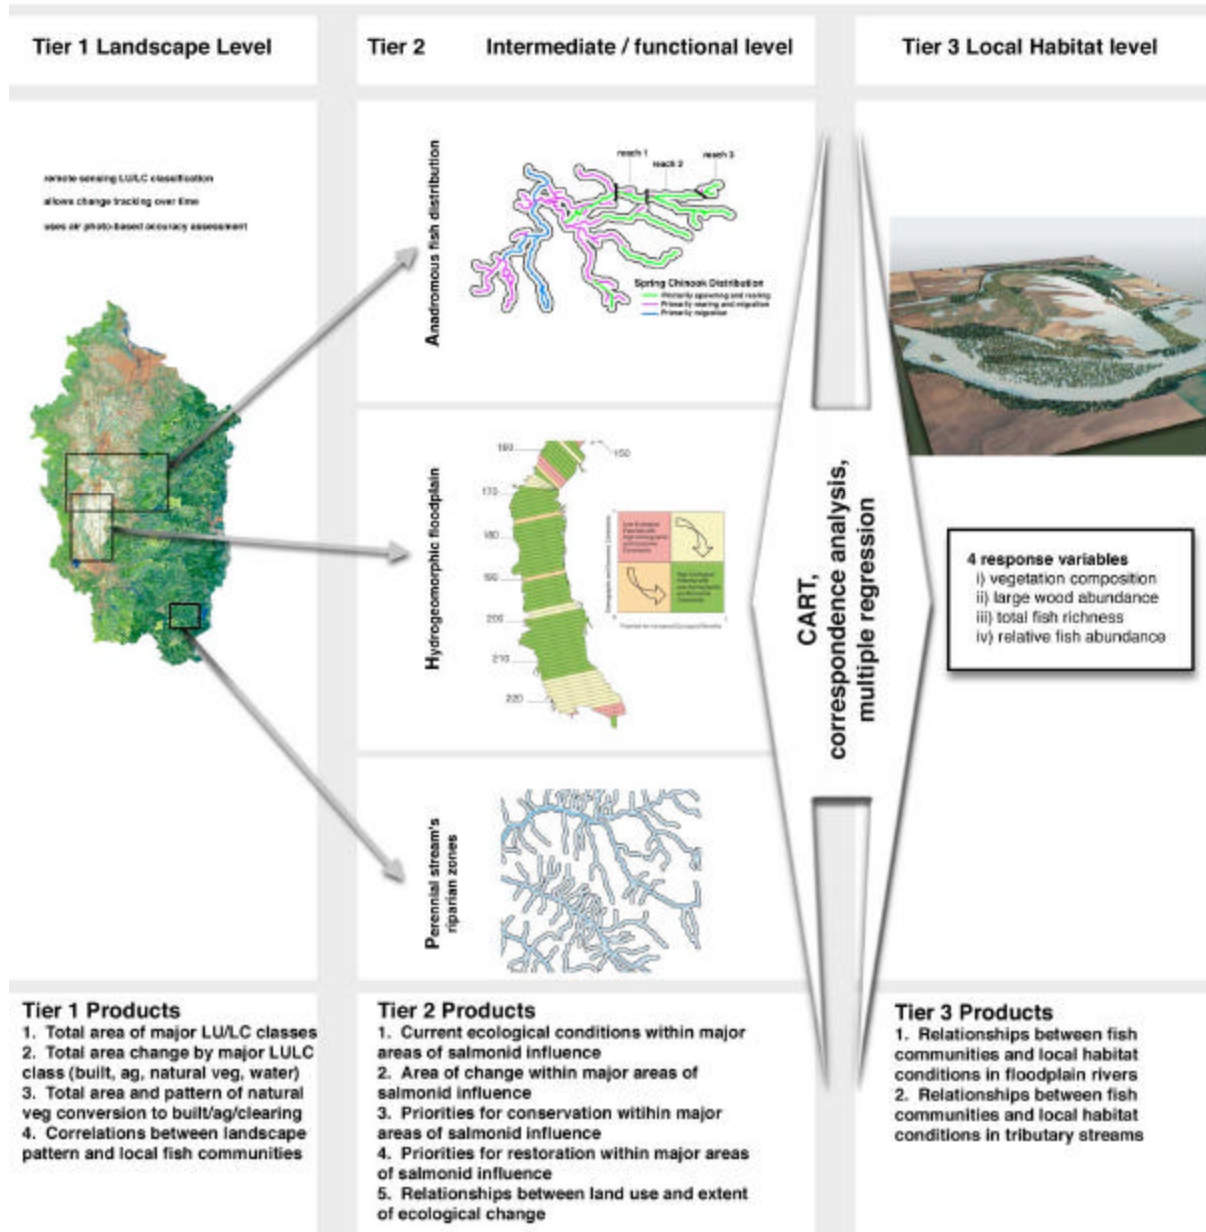 Tier 1 Landscape Level
Tier 2 Intermediate / functional level
Tier 3 Local Habitat level
remote sensing LU/LC classification
allows change tracking over time
uses air photo-based accuracy assessment
Anadromous fish distribution
reach 1
reach 2
reach 3
Spring Chinook Distribution
Primarily spawning and rearing
Primarily rearing and migration
Primarily migration
Hydrogeomorphic floodplain
150
170
180
190
200
210
220
Perennial stream's
riparian zones
CART,
correspondence analysis,
multiple regression
4 response variables
i) vegetation composition
ii) large wood abundance
iii) total fish richness
iv) relative fish abundance
Tier 1 Products
1. Total area of major LU/LC classes
2. Total area change by major LULC
class (built, ag, natural veg, water)
3. Total area and pattern of natural
veg conversion to built/ag/clearing
4. Correlations between landscape
pattern and local fish communities
Tier 2 Products
1. Current ecological conditions within major
areas of salmonid influence
2. Area of change within major areas of
salmonid influence
3. Priorities for conservation witihin major
areas of salmonid influence
4. Priorities for restoration within major areas
of salmonid influence
5. Relationships between land use and extent
of ecological change
Tier 3 Products
1. Relationships between fish
communities and local habitat
conditions in floodplain rivers
2. Relationships between fish
communities and local habitat
conditions in tributary streams